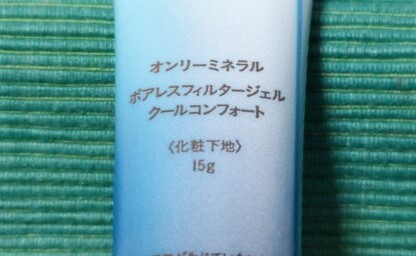 オンリーミネラル
ポアレスフィルタージェル
クールコンフォート
〈化粧下地〉
15g